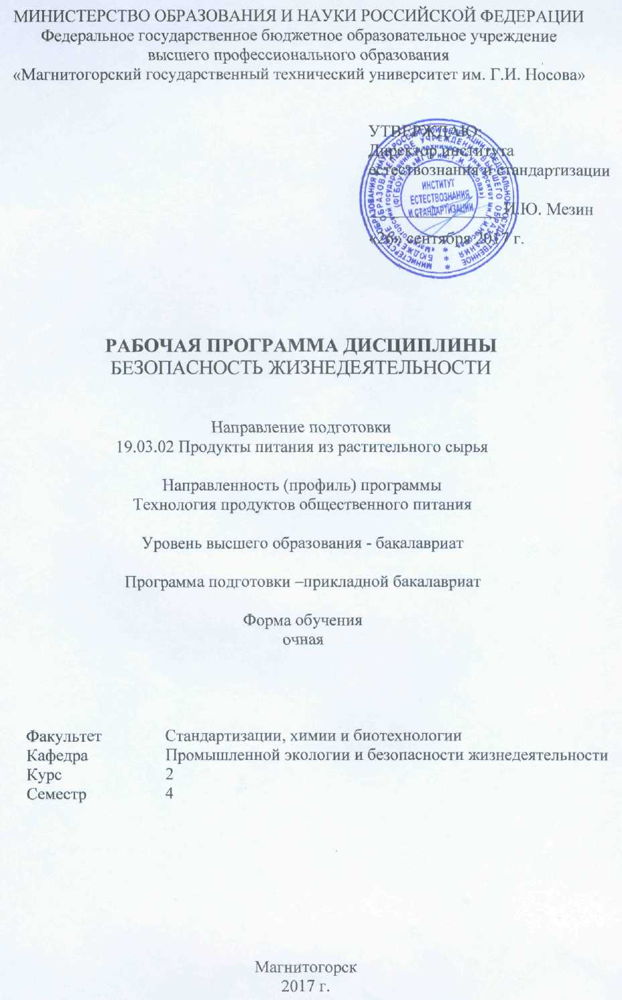 МИНИСТЕРСТВО ОБРАЗОВАНИЯ И НАУКИ РОССИЙСКОЙ ФЕДЕРАЦИИ
Федеральное государственное бюджетное образовательное учреждение
высшего профессионального образования
«Магнитогорский государственный технический университет им. Г.И. Носова»
УТВЕРЖДАЮ:
Директор института
естествознания и стандартизации
И.Ю. Мезин
«26» сентября 2017 г.
ИНСТИТУТ
ЕСТЕСТВОЗНАНИЯ
И СТАНДАРТИЗАЦИИ
РАБОЧАЯ ПРОГРАММА ДИСЦИПЛИНЫ
БЕЗОПАСНОСТЬ ЖИЗНЕДЕЯТЕЛЬНОСТИ
Направление подготовки
19.03.02 Продукты питания из растительного сырья
Направленность (профиль) программы
Технология продуктов общественного питания
Уровень высшего образования - бакалавриат
Программа подготовки –прикладной бакалавриат
Форма обучения
очная
Факультет Стандартизации, химии и биотехнологии
Кафедра Промышленной экологии и безопасности жизнедеятельности
Курс 2
Семестр 4
Магнитогорск
2017 г.